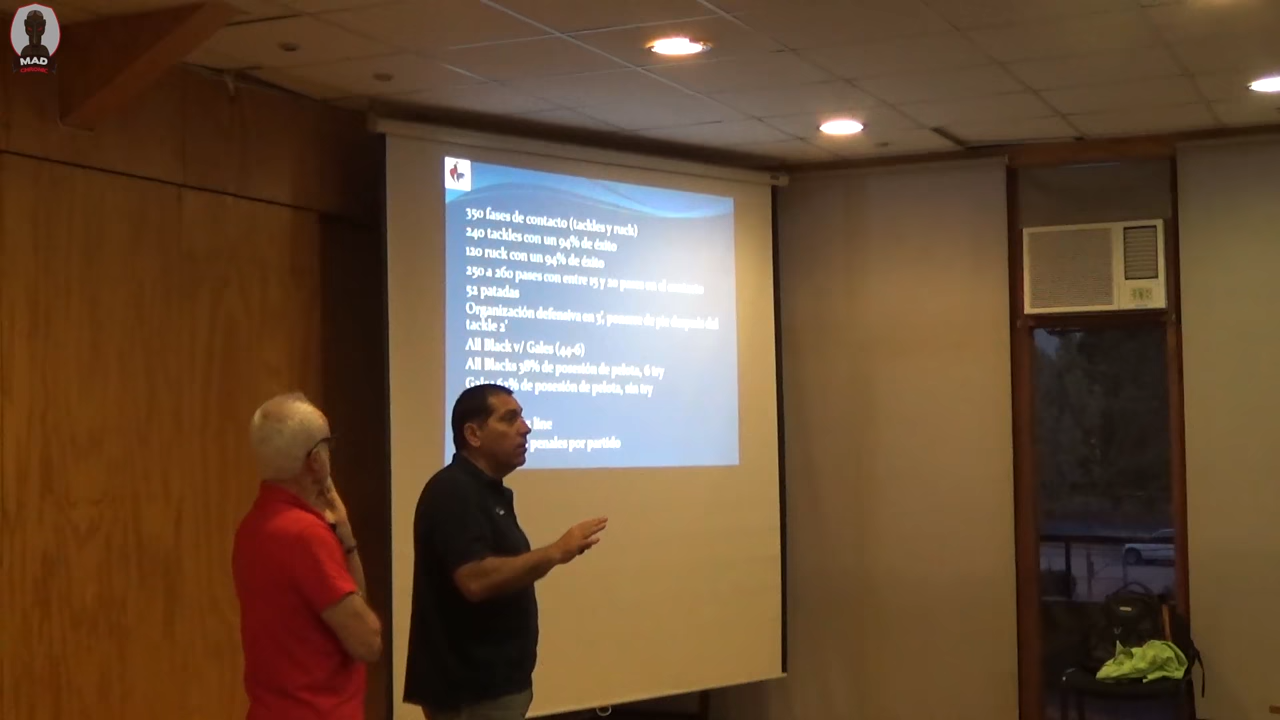 MAD
350 fases de contacto (tackles y ruck)
240 tackles con un 94% de éxito
120 ruck con un 94% de éxito
250 a 260 pases con entre 15 y 20 pases en el contacto
52 patadas
Organización defensiva en 3', ponerse de pie después del
tackle 2'
All Black v/ Gales (44-6)
All Blacks 38% de posesión de pelota, 6 try
Gales 62% de posesión de pelota, sin try
line
penales por partido